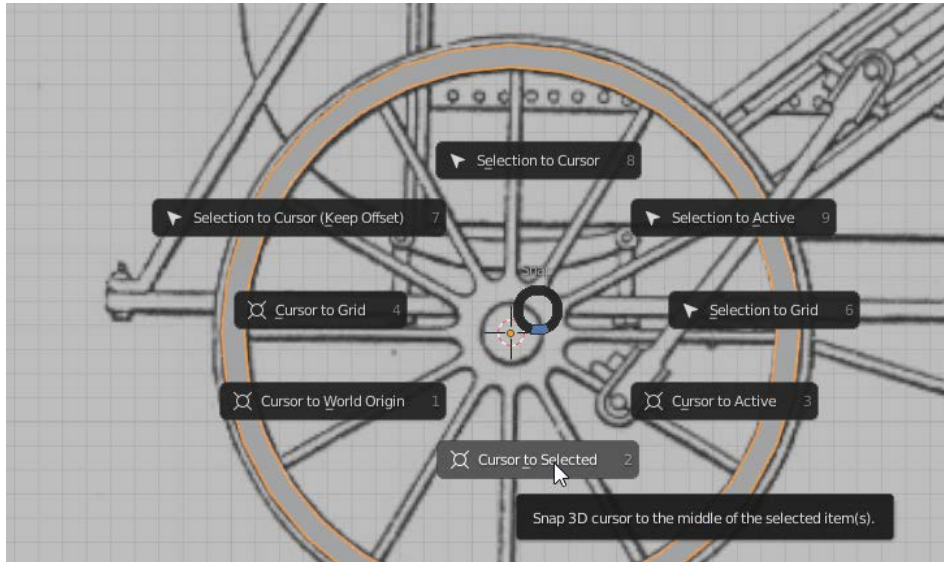 Selection to Cursor 8
Selection to Cursor (Keep Offset) 7
Selection to Active 9
Snap
Cursor to Grid 4
Selection to Grid 6
Cursor to World Origin 1
Cursor to Active 3
Cursor to Selected 2
Snap 3D cursor to the middle of the selected item(s).